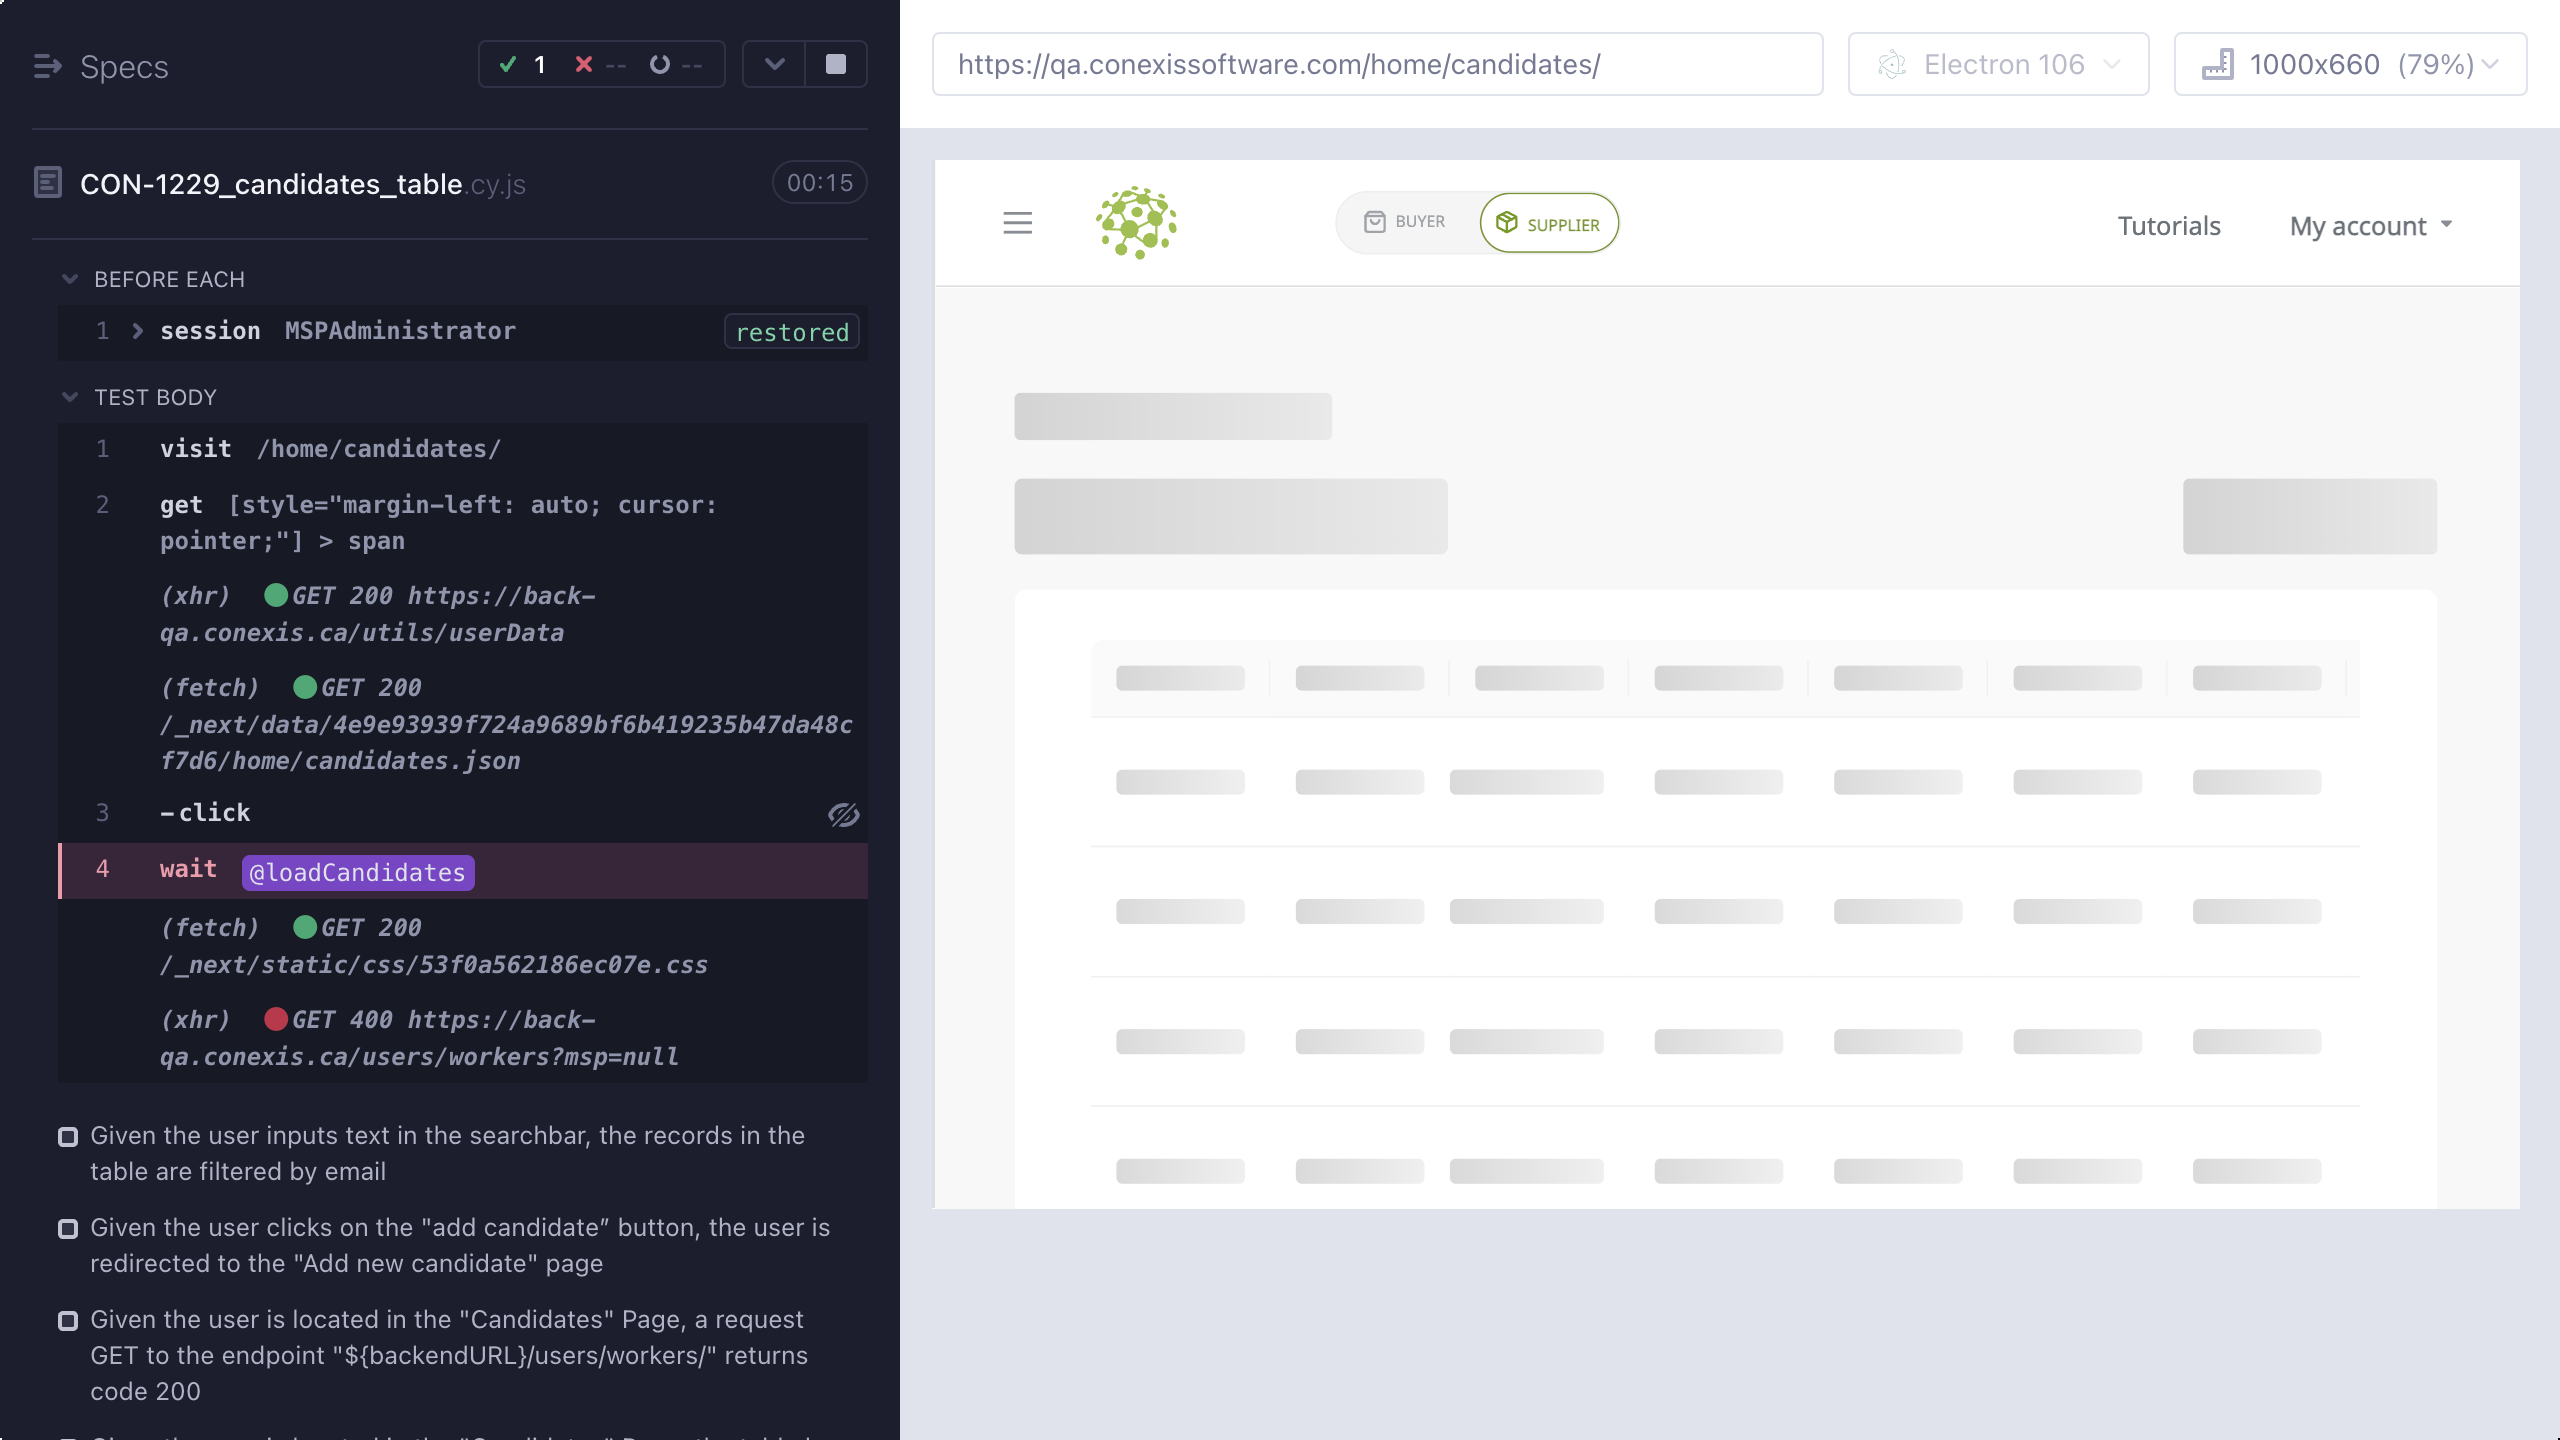 Specs
1
--
--
https://qa.conexissoftware.com/home/candidates/
Electron 106
1000x660 (79%)
CON-1229_candidates_table.cy.js
00:15
BUYER
SUPPLIER
Tutorials
My account
BEFORE EACH
1 session MSPAdministrator restored
TEST BODY
1 visit /home/candidates/
2 get [style="margin-left: auto; cursor:
pointer;"] > span
(xhr) GET 200 https://back-
qa.conexis.ca/utils/userData
(fetch) GET 200
/_next/data/4e9e93939f724a9689bf6b419235b47da48c
f7d6/home/candidates.json
3 -click
4 wait @loadCandidates
(fetch) GET 200
/_next/static/css/53f0a562186ec07e.css
(xhr) GET 400 https://back-
qa.conexis.ca/users/workers?msp=null
Given the user inputs text in the searchbar, the records in the
table are filtered by email
Given the user clicks on the "add candidate” button, the user is
redirected to the "Add new candidate" page
Given the user is located in the "Candidates" Page, a request
GET to the endpoint "${backendURL}/users/workers/" returns
code 200